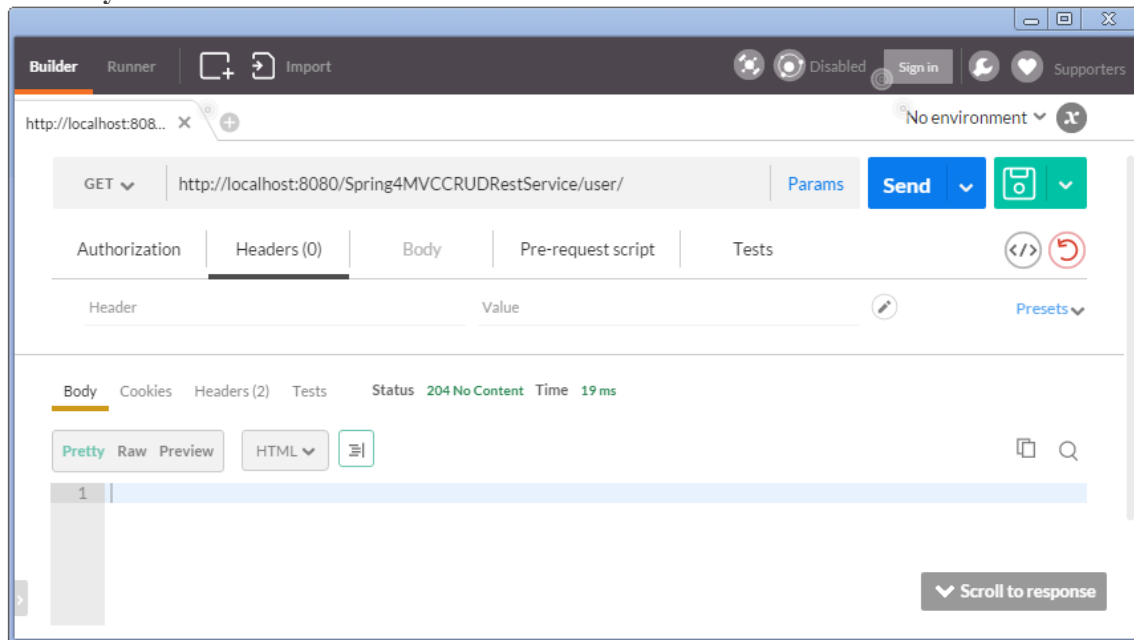 Builder Runner Import Disabled Sign in Supporters
http://localhost:808... No environment
GET http://localhost:8080/Spring4MVCCRUDRestService/user/ Params Send
Authorization Headers (0) Body Pre-request script Tests
Header Value Presets
Body Cookies Headers (2) Tests Status 204 No Content Time 19 ms
Pretty Raw Preview HTML
1
Scroll to response